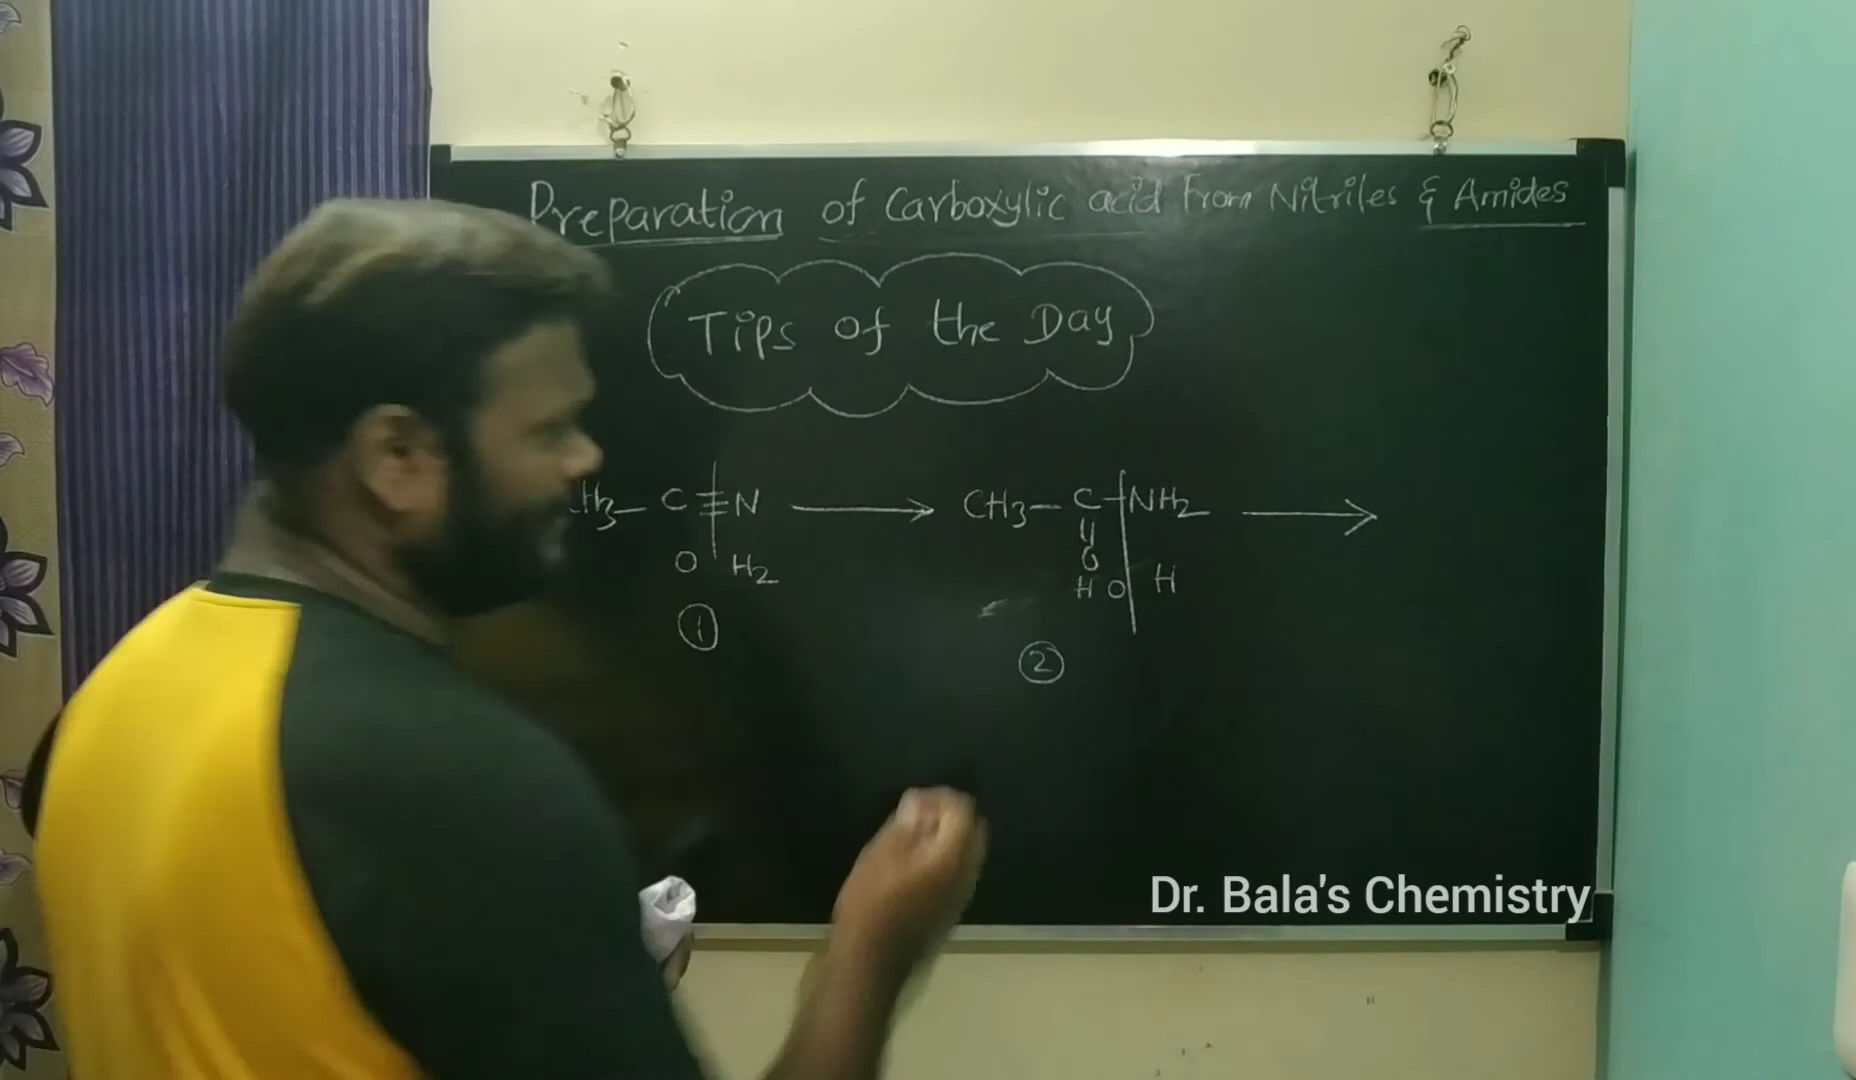 Preparation of Carboxylic acid From Nitriles & Amides
Tips of the Day
H3 — C ≡ N ⟶ CH3 — C — NH2 ⟶
||
O H2 O
H O H
1
2
Dr. Bala's Chemistry